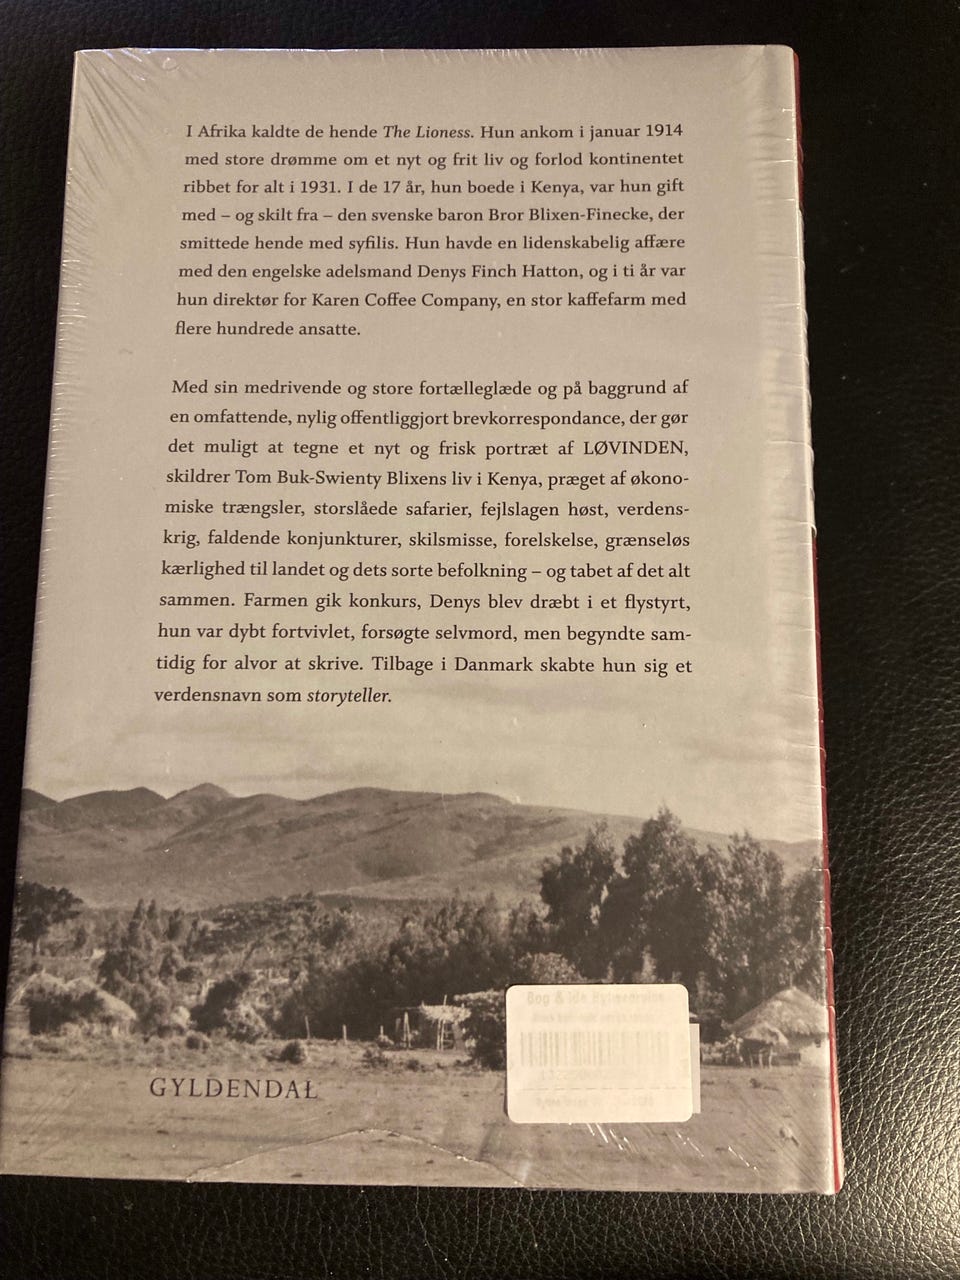 I Afrika kaldte de hende The Lioness. Hun ankom i januar 1914
med store drømme om et nyt og frit liv og forlod kontinentet
ribbet for alt i 1931. I de 17 år, hun boede i Kenya, var hun gift
med – og skilt fra – den svenske baron Bror Blixen-Finecke, der
smittede hende med syfilis. Hun havde en lidenskabelig affære
med den engelske adelsmand Denys Finch Hatton, og i ti år var
hun direktør for Karen Coffee Company, en stor kaffefarm med
flere hundrede ansatte.
Med sin medrivende og store fortælleglæde og på baggrund af
en omfattende, nylig offentliggjort brevkorrespondance, der gør
det muligt at tegne et nyt og frisk portræt af LØVINDEN,
skildrer Tom Buk-Swienty Blixens liv i Kenya, præget af økono-
miske trængsler, storslåede safarier, fejlslagen høst, verdens-
krig, faldende konjunkturer, skilsmisse, forelskelse, grænseløs
kærlighed til landet og dets sorte befolkning – og tabet af det alt
sammen. Farmen gik konkurs, Denys blev dræbt i et flystyrt,
hun var dybt fortvivlet, forsøgte selvmord, men begyndte sam-
tidig for alvor at skrive. Tilbage i Danmark skabte hun sig et
verdensnavn som storyteller.
Bog & Ide
GYLDENDAL